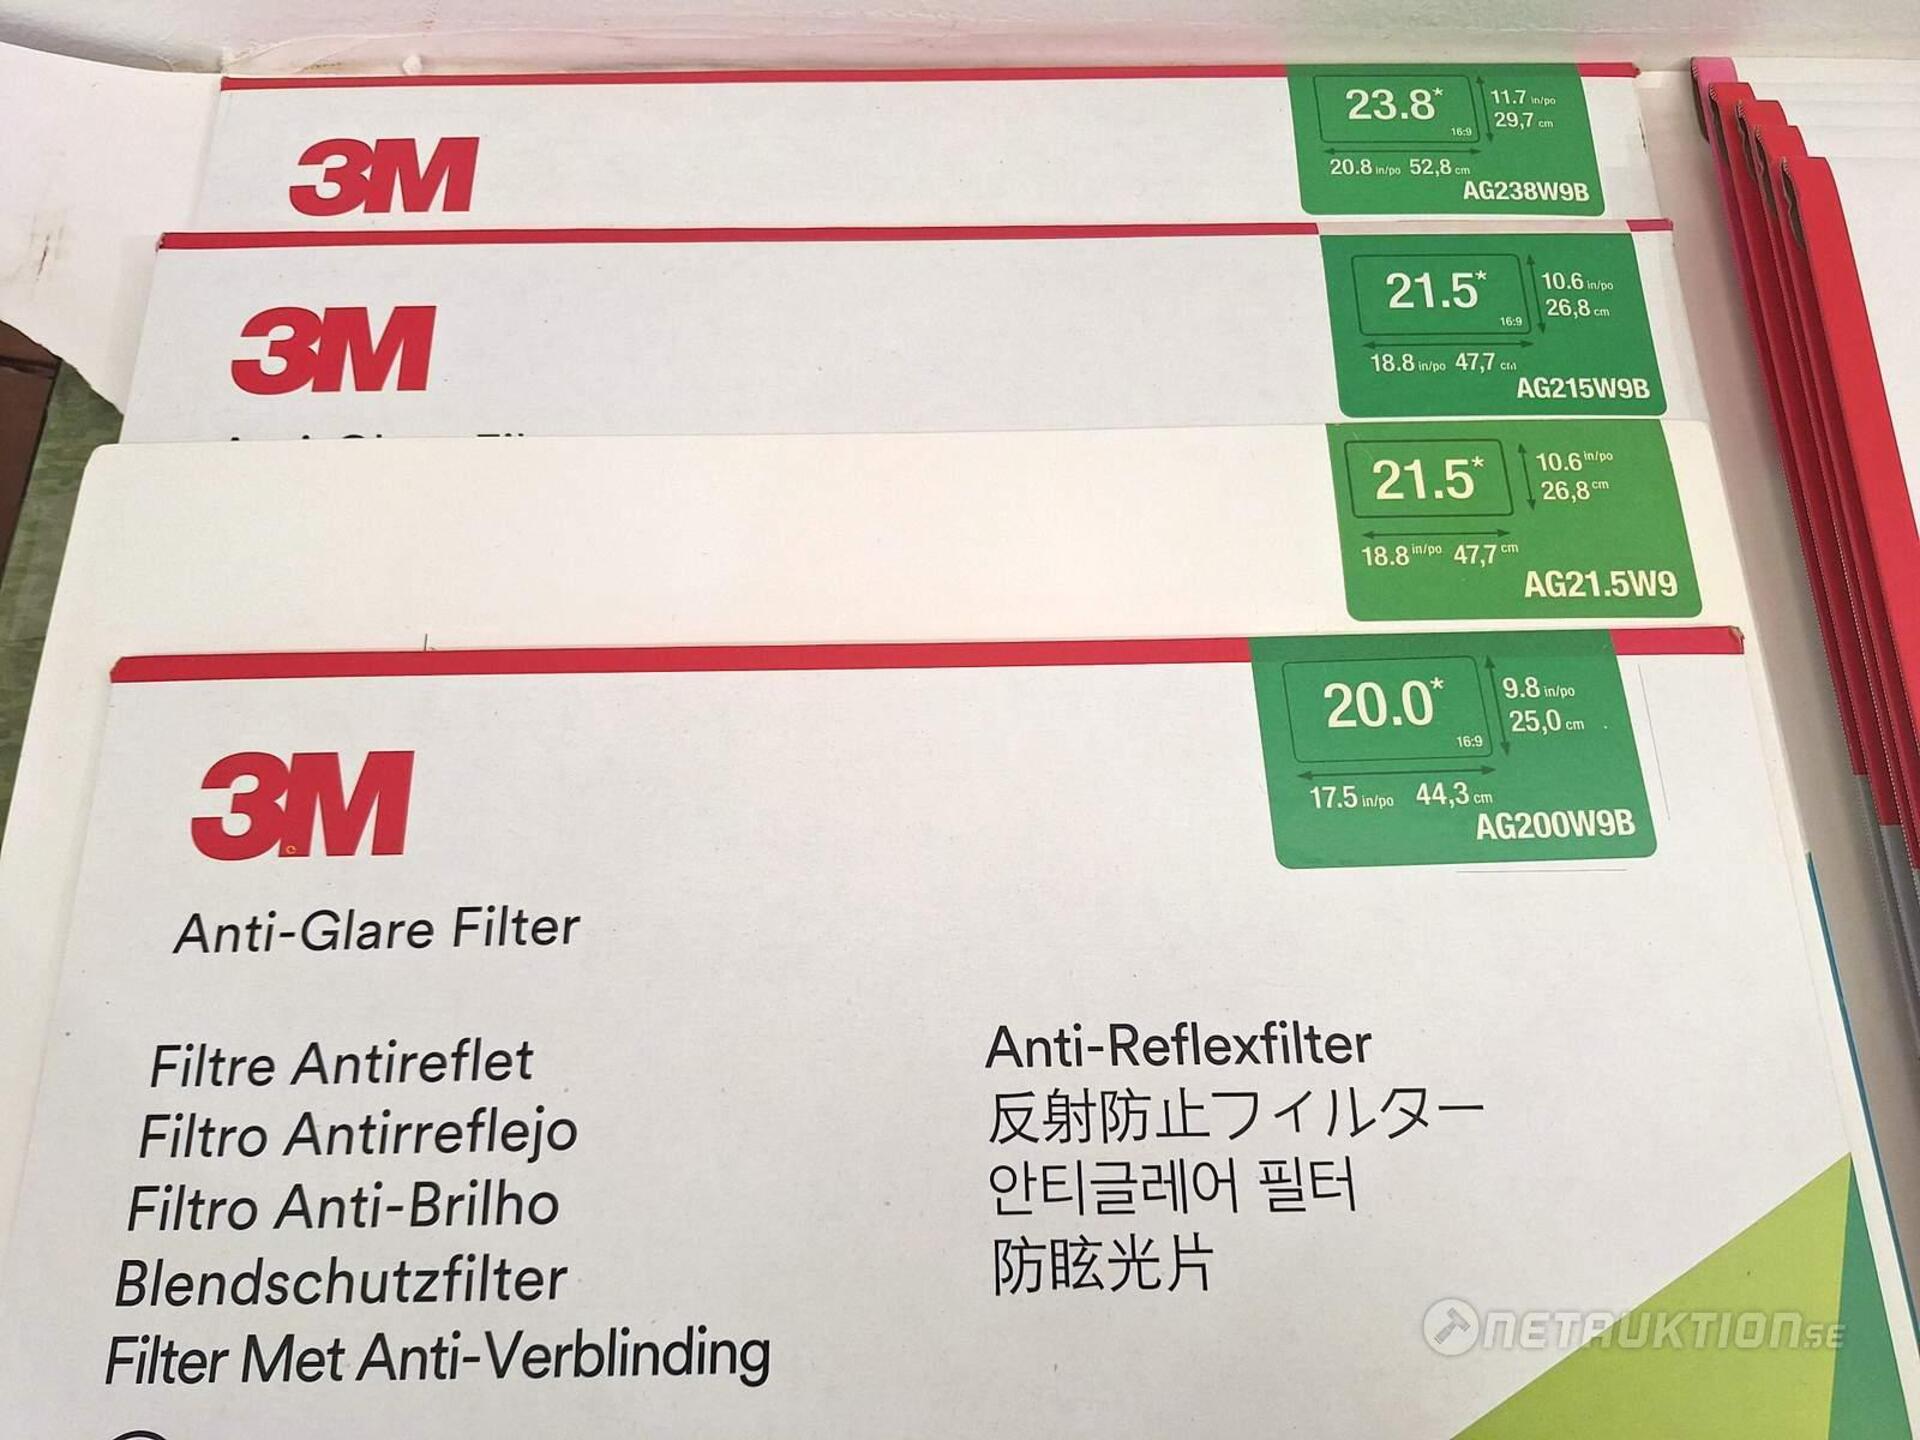 3M
23.8*
16:9
11.7 in/po
29,7 cm
20.8 in/po 52,8 cm
AG238W9B
3M
21.5*
16:9
10.6 in/po
26,8 cm
18.8 in/po 47,7 cm
AG215W9B
21.5*
10.6 in/po
26,8 cm
18.8 in/po 47,7 cm
AG21.5W9
3M
20.0*
16:9
9.8 in/po
25,0 cm
17.5 in/po 44,3 cm
AG200W9B
Anti-Glare Filter
Filtre Antireflet
Filtro Antirreflejo
Filtro Anti-Brilho
Blendschutzfilter
Filter Met Anti-Verblinding
Anti-Reflexfilter
反射防止フィルター
안티글레어 필터
防眩光片
NETAUKTION.SE